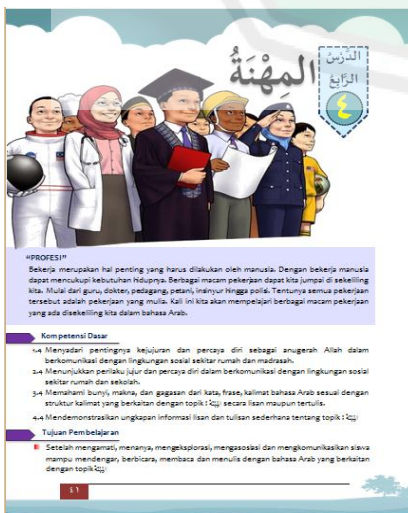 الدَّرْسُ
الرَّابِعُ
٤
المِهْنَةُ
“PROFESI”
Bekerja merupakan hal penting yang harus dilakukan oleh manusia. Dengan bekerja manusia
dapat mencukupi kebutuhan hidupnya. Berbagai macam pekerjaan dapat kita jumpai di sekeliling
kita. Mulai dari guru, dokter, pedagang, petani, insinyur hingga polisi. Tentunya semua pekerjaan
tersebut adalah pekerjaan yang mulia. Kali ini kita akan mempelajari berbagai macam pekerjaan
yang ada disekeliling kita dalam bahasa Arab.
Kompetensi Dasar
1.4 Menyadari pentingnya kejujuran dan percaya diri sebagai anugerah Allah dalam
berkomunikasi dengan lingkungan sosial sekitar rumah dan madrasah.
2.4 Menunjukkan perilaku jujur dan percaya diri dalam berkomunikasi dengan lingkungan sosial
sekitar rumah dan sekolah.
3.4 Memahami bunyi, makna, dan gagasan dari kata, frase, kalimat bahasa Arab sesuai dengan
struktur kalimat yang berkaitan dengan topik : secara lisan maupun tertulis.
4.4 Mendemonstrasikan ungkapan informasi lisan dan tulisan sederhana tentang topik :
Tujuan Pembelajaran
Setelah mengamati, menanya, mengeksplorasi, mengasosiasi dan mengkomunikasikan siswa
mampu mendengar, berbicara, membaca dan menulis dengan bahasa Arab yang berkaitan
dengan topik
٤١